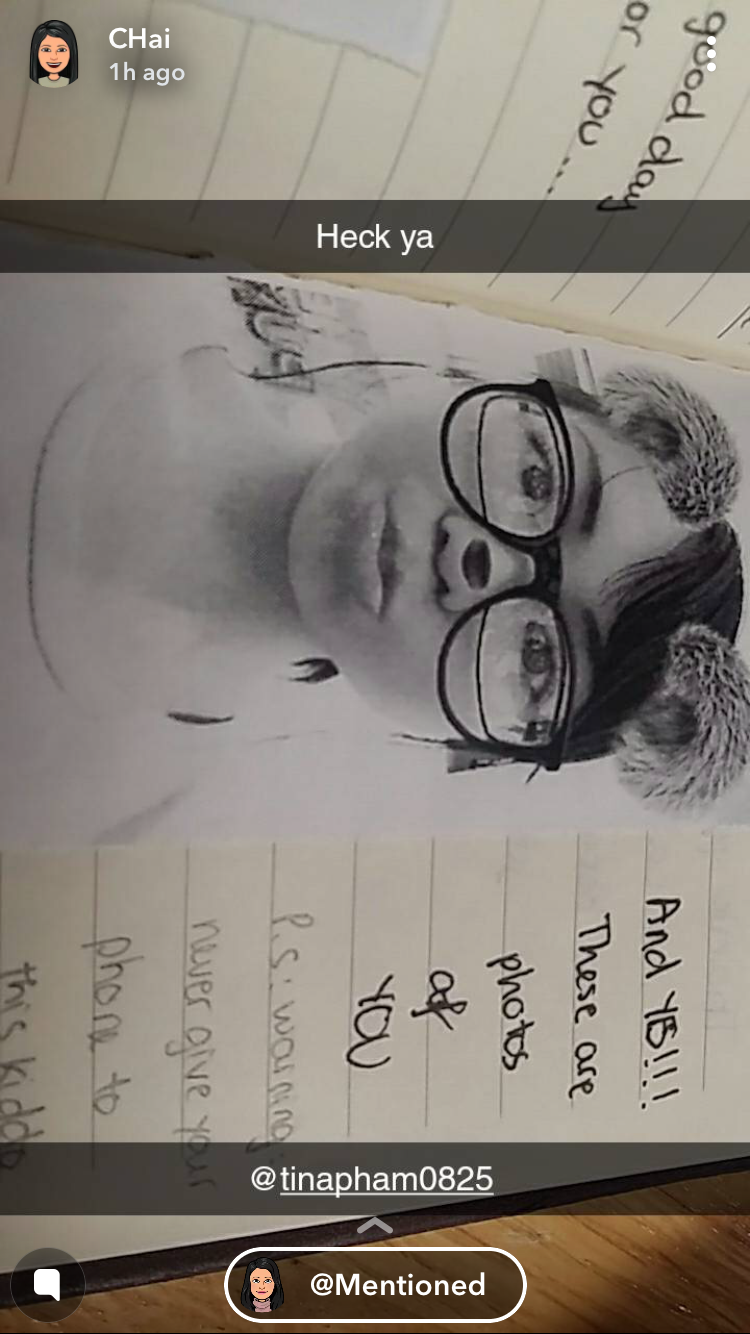 CHai
1h ago
good day
or you...
Heck ya
And YES!!!
These are
photos
of
YOU
P.S: warning:
never give your
phone to
this kiddo
@tinapham0825
@Mentioned